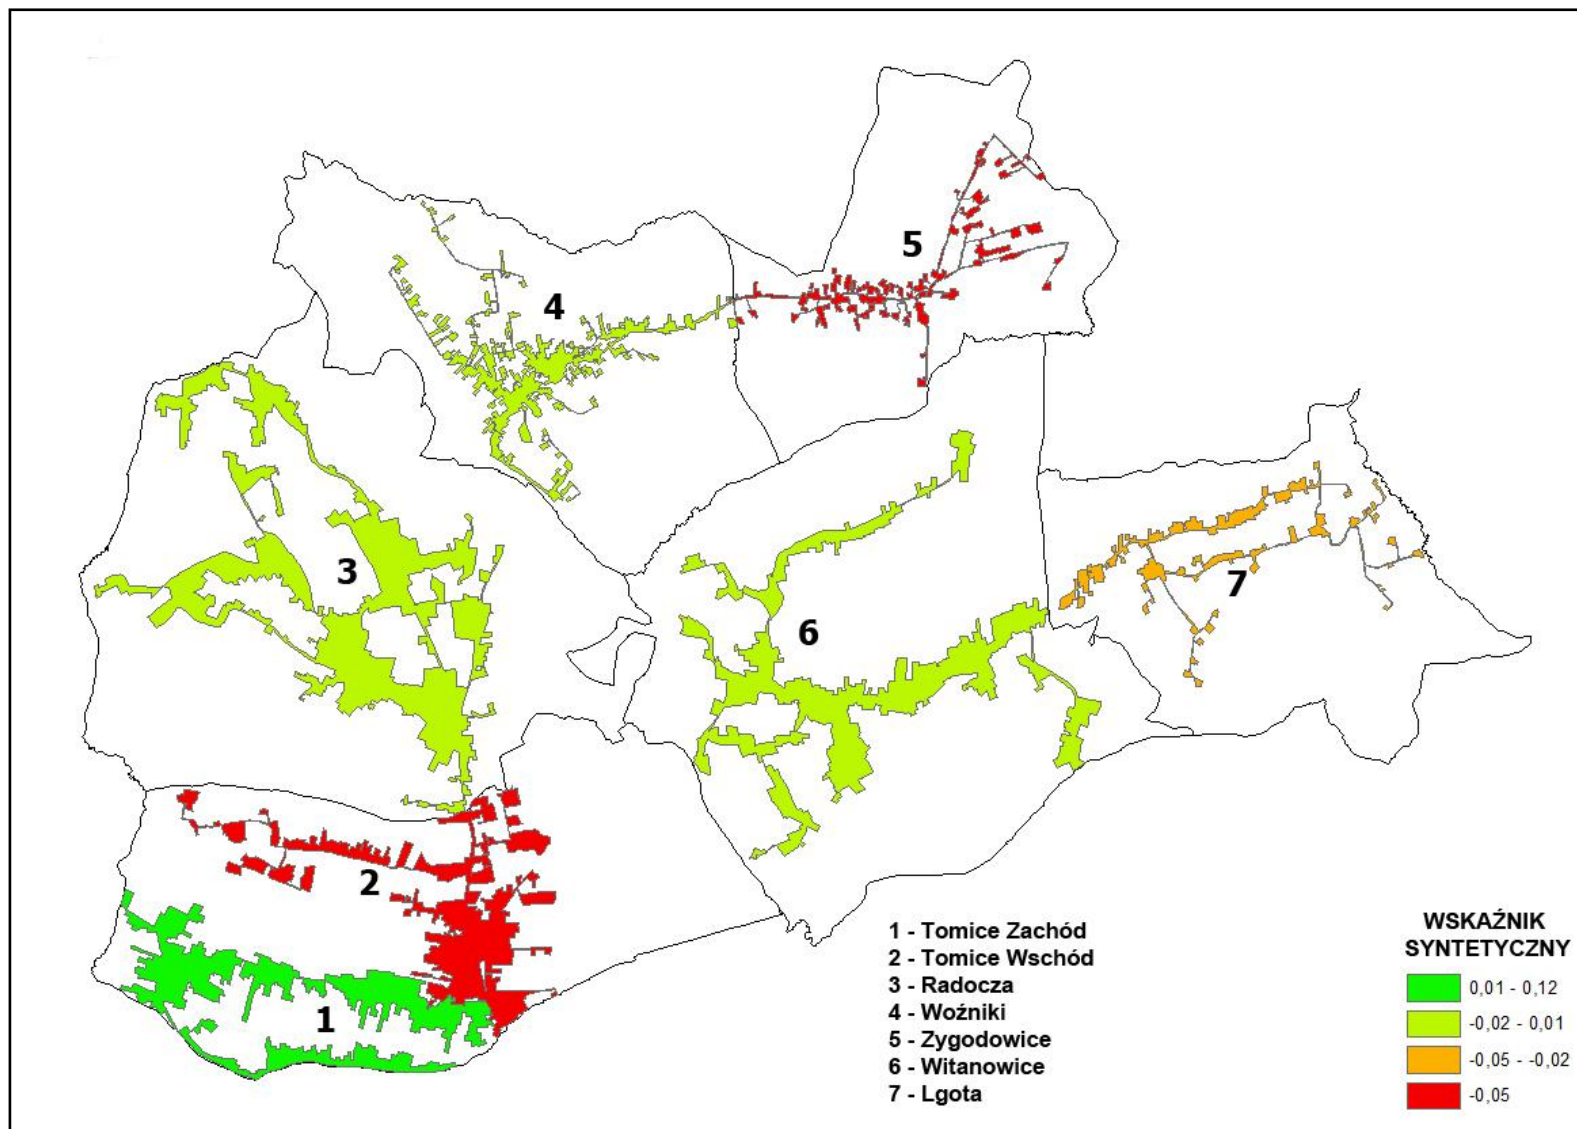 5
4
3
7
6
2
1
1 - Tomice Zachód
2 - Tomice Wschód
3 - Radocza
4 - Woźniki
5 - Zygodowice
6 - Witanowice
7 - Lgota
WSKAŹNIK
SYNTETYCZNY
0,01 - 0,12
-0,02 - 0,01
-0,05 - -0,02
-0,05